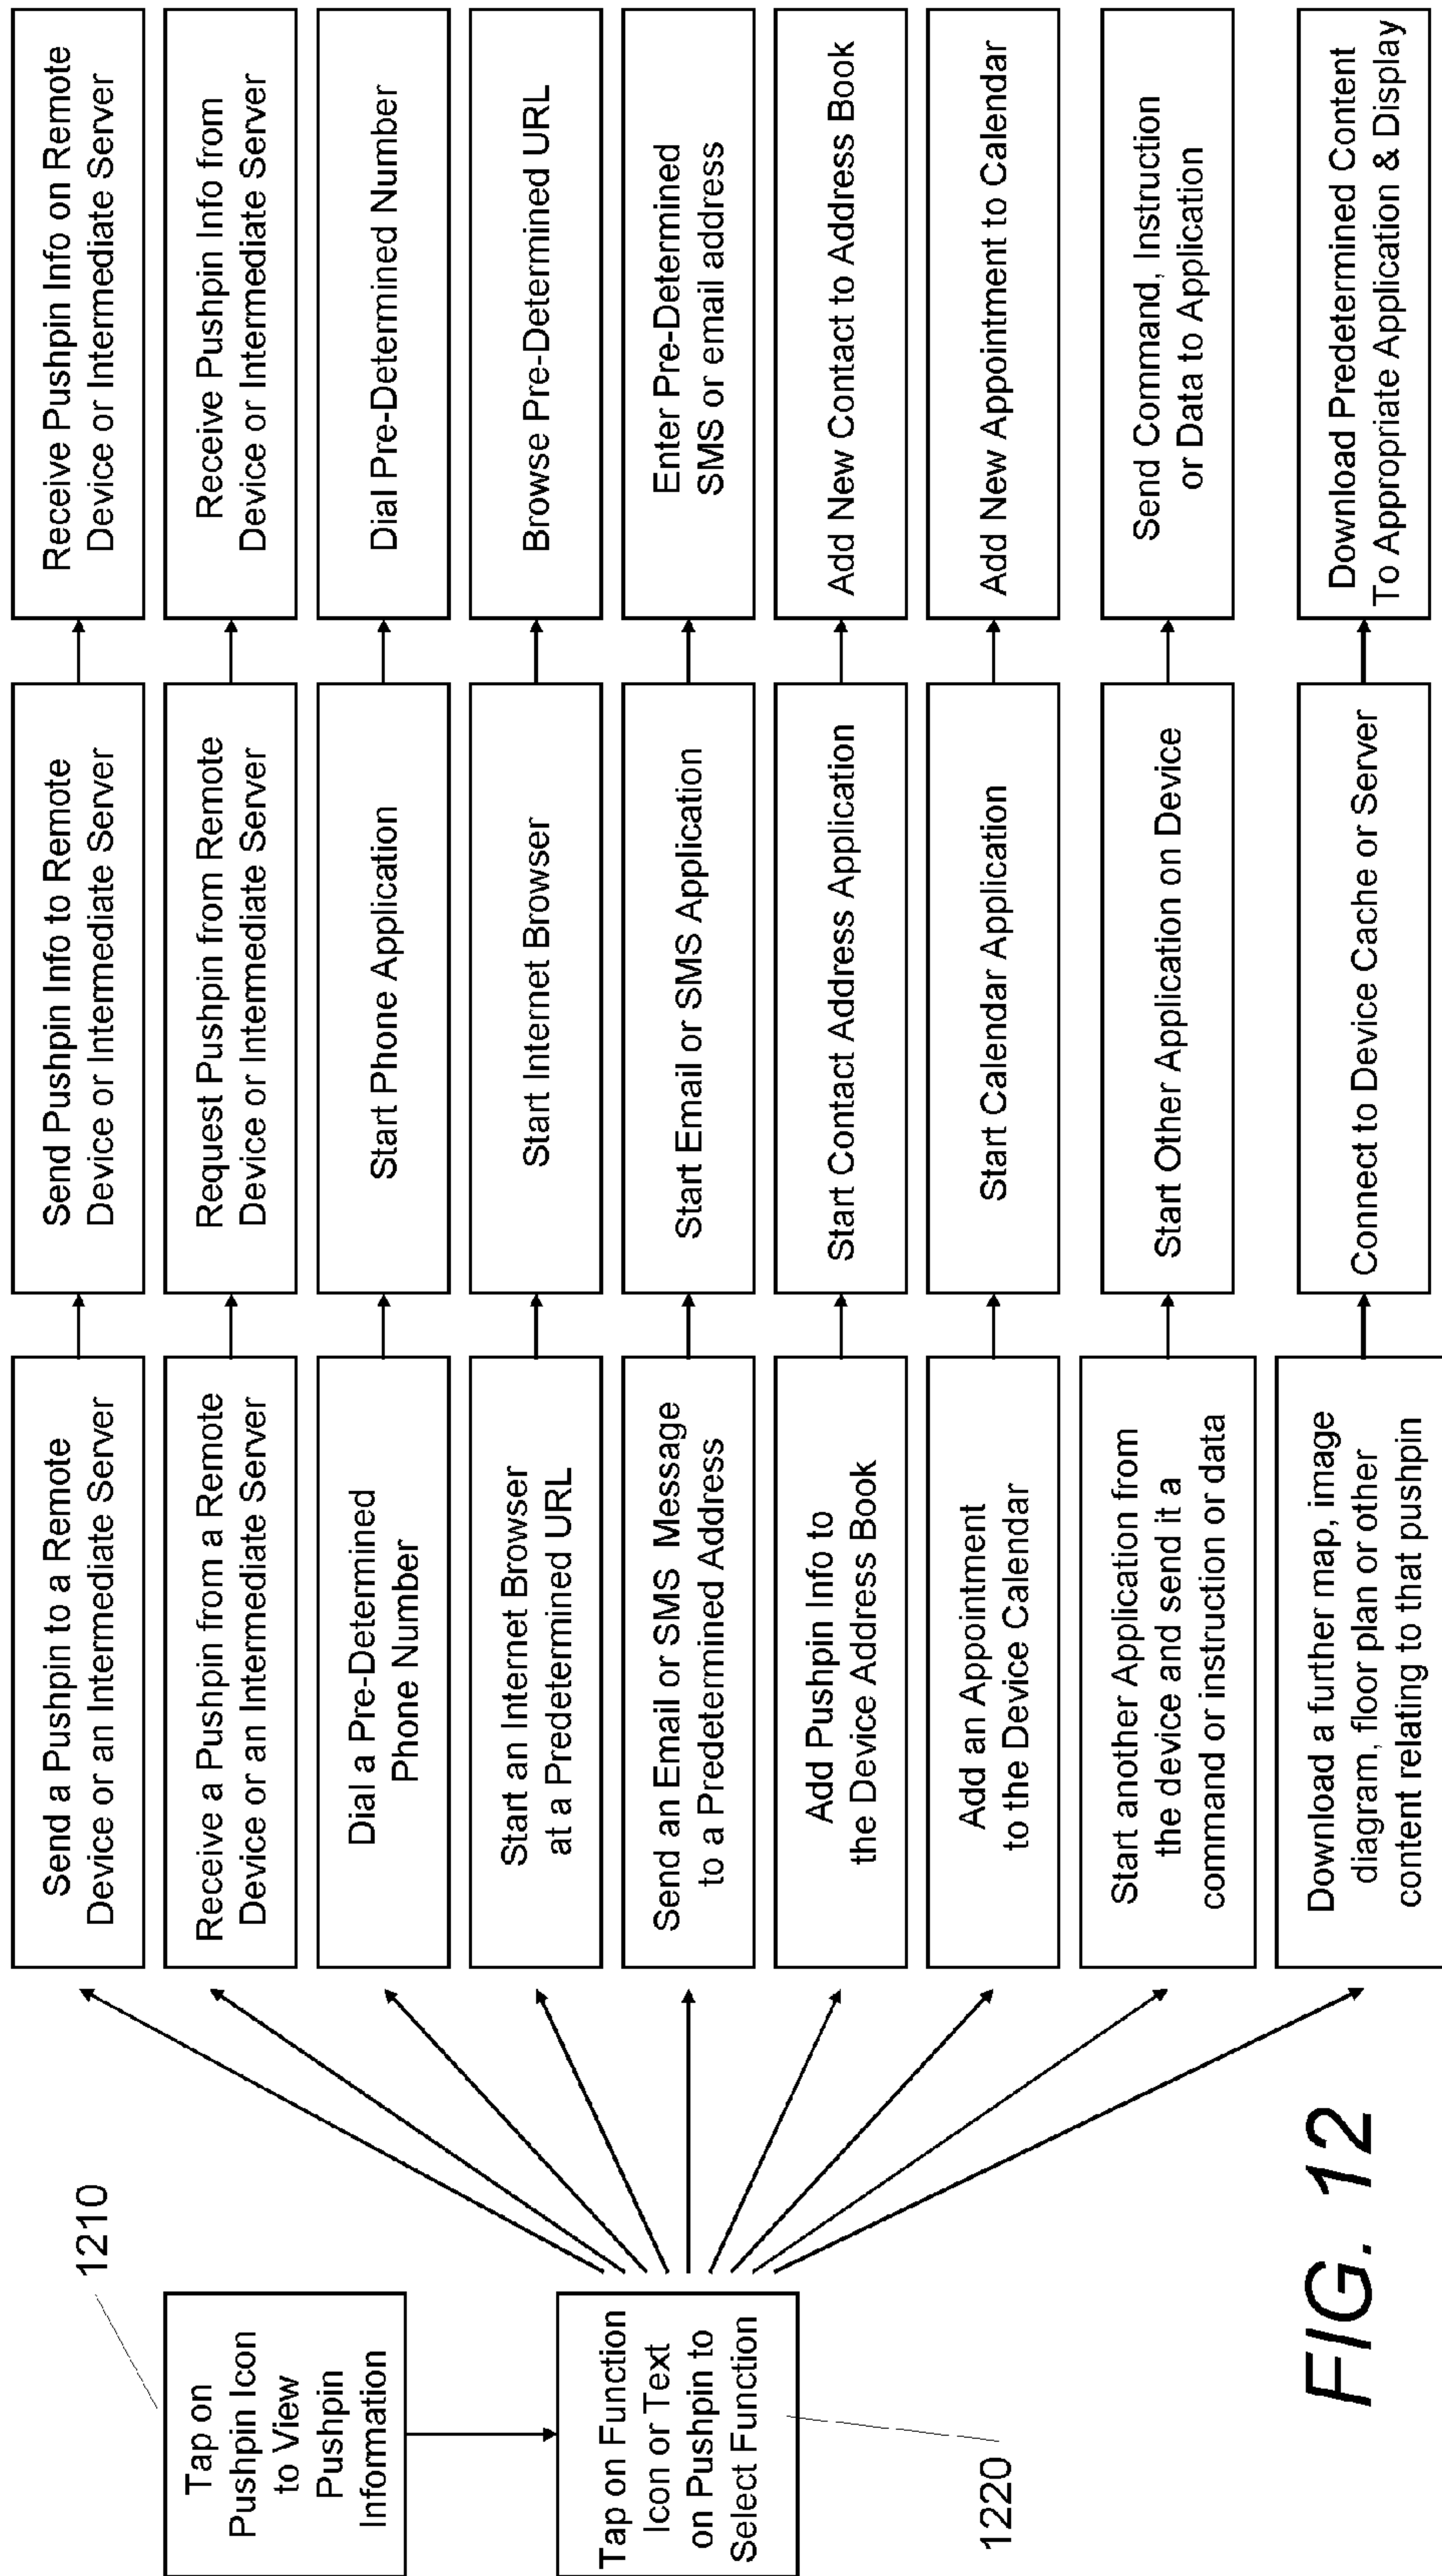 1210
Tap on
Pushpin Icon
to View
Pushpin
Information
Tap on Function
Icon or Text
on Pushpin to
Select Function
1220
Send a Pushpin to a Remote
Device or an Intermediate Server
Send Pushpin Info to Remote
Device or Intermediate Server
Receive Pushpin Info on Remote
Device or Intermediate Server
Receive a Pushpin from a Remote
Device or an Intermediate Server
Request Pushpin from Remote
Device or Intermediate Server
Receive Pushpin Info from
Device or Intermediate Server
Dial a Pre-Determined
Phone Number
Start Phone Application
Dial Pre-Determined Number
Start an Internet Browser
at a Predetermined URL
Start Internet Browser
Browse Pre-Determined URL
Send an Email or SMS Message
to a Predetermined Address
Start Email or SMS Application
Enter Pre-Determined
SMS or email address
Add Pushpin Info to
the Device Address Book
Start Contact Address Application
Add New Contact to Address Book
Add an Appointment
to the Device Calendar
Start Calendar Application
Add New Appointment to Calendar
Start another Application from
the device and send it a
command or instruction or data
Start Other Application on Device
Send Command, Instruction
or Data to Application
Download a further map, image
diagram, floor plan or other
content relating to that pushpin
Connect to Device Cache or Server
Download Predetermined Content
To Appropriate Application & Display
FIG. 12